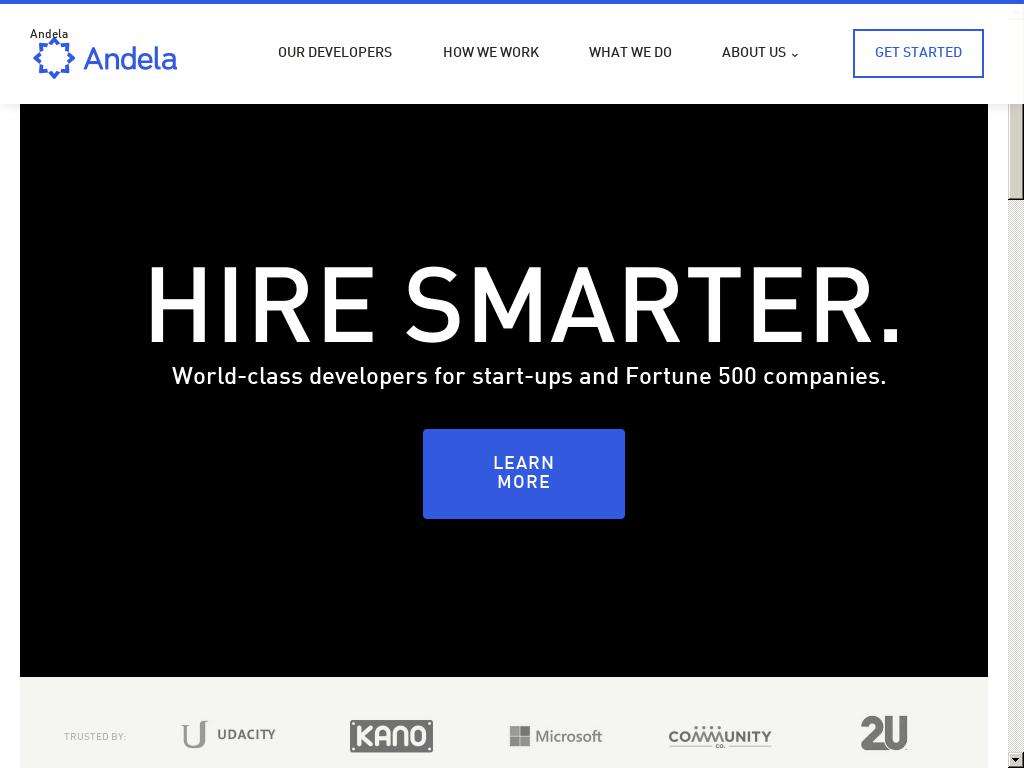 Andela
Andela
OUR DEVELOPERS
HOW WE WORK
WHAT WE DO
ABOUT US
GET STARTED
HIRE SMARTER.
World-class developers for start-ups and Fortune 500 companies.
LEARN
MORE
TRUSTED BY:
U UDACITY
KANO
Microsoft
COMMUNITY
CO.
2U